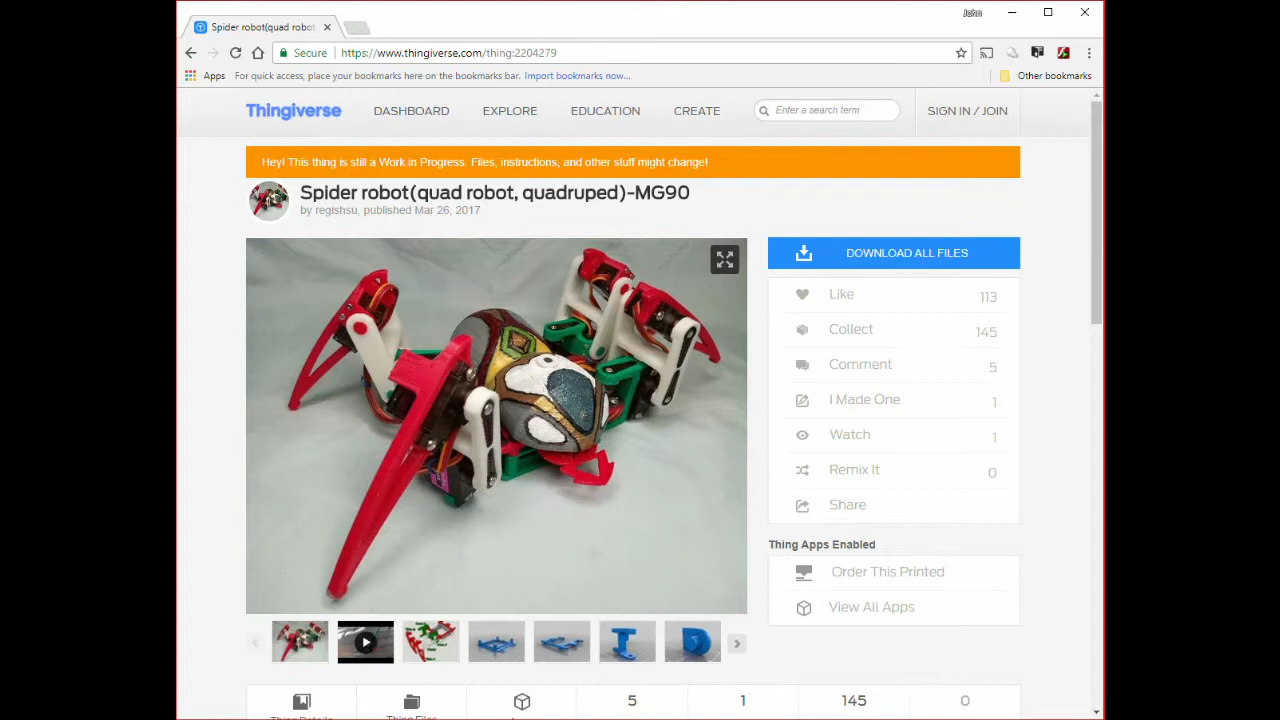 John
Spider robot(quad robot
Secure https://www.thingiverse.com/thing:2204279
Apps For quick access, place your bookmarks here on the bookmarks bar. Import bookmarks now... Other bookmarks
Thingiverse DASHBOARD EXPLORE EDUCATION CREATE Enter a search term SIGN IN / JOIN
Hey! This thing is still a Work in Progress. Files, instructions, and other stuff might change!
Spider robot(quad robot, quadruped)-MG90
by regishsu, published Mar 26, 2017
DOWNLOAD ALL FILES
Like 113
Collect 145
Comment 5
I Made One 1
Watch 1
Remix It 0
Share
Thing Apps Enabled
Order This Printed
View All Apps
5 1 145 0
Thing Details Thing Files